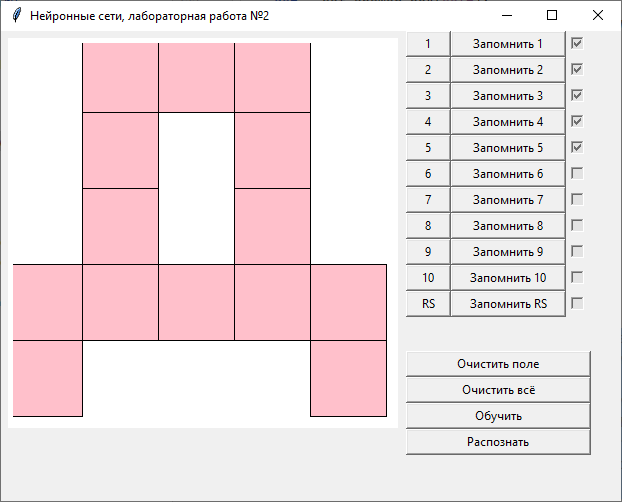 Нейронные сети, лабораторная работа №2
1 Запомнить 1
2 Запомнить 2
3 Запомнить 3
4 Запомнить 4
5 Запомнить 5
6 Запомнить 6
7 Запомнить 7
8 Запомнить 8
9 Запомнить 9
10 Запомнить 10
RS Запомнить RS
Очистить поле
Очистить всё
Обучить
Распознать